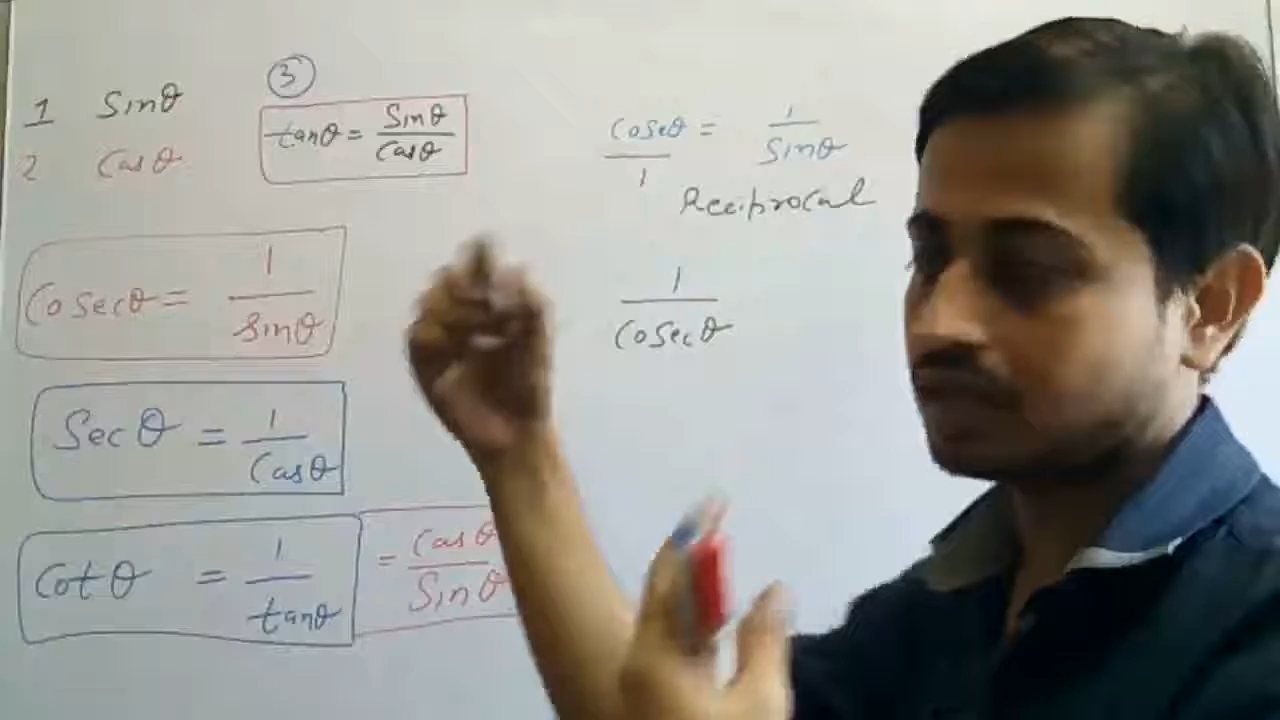 1 Sinθ
2 Cosθ
③
tanθ = Sinθ / Cosθ
Cosecθ = 1 / Sinθ
Secθ = 1 / Cosθ
Cotθ = 1 / tanθ = Cosθ / Sinθ
Cosecθ / 1 = 1 / Sinθ
Reciprocal
1 / Cosecθ